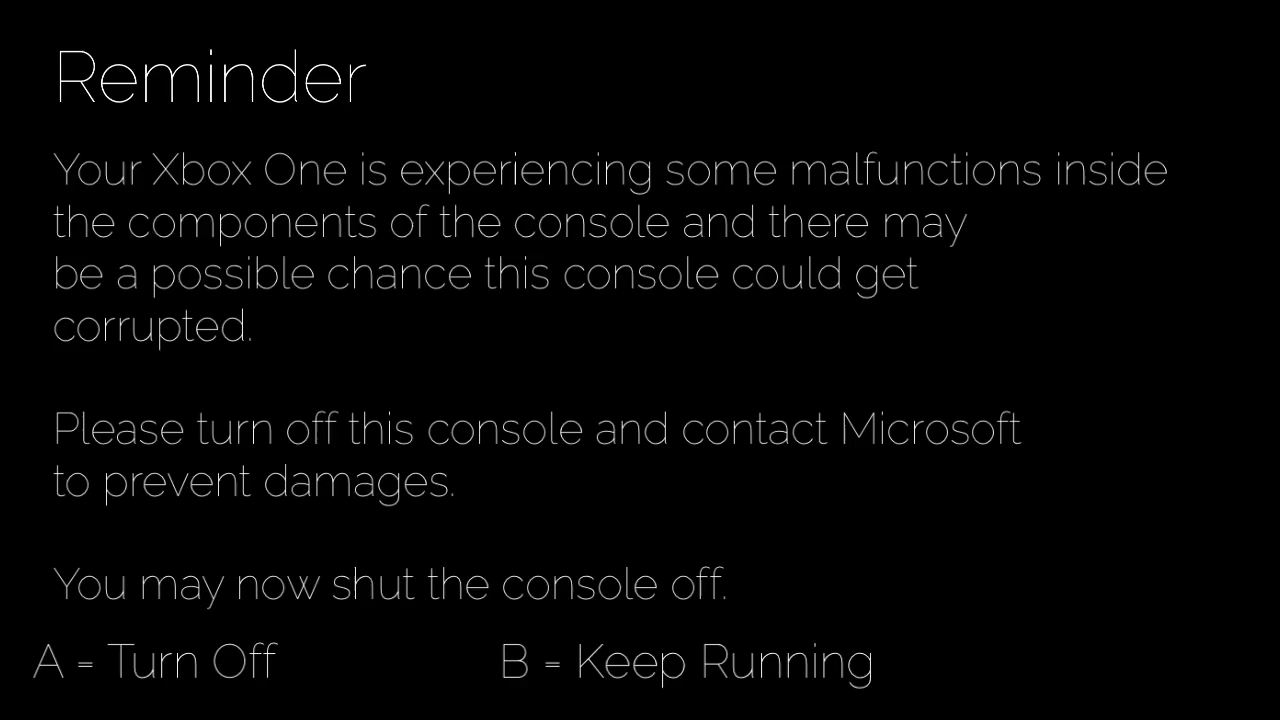 Reminder
Your Xbox One is experiencing some malfunctions inside
the components of the console and there may
be a possible chance this console could get
corrupted.
Please turn off this console and contact Microsoft
to prevent damages.
You may now shut the console off.
A = Turn Off B = Keep Running